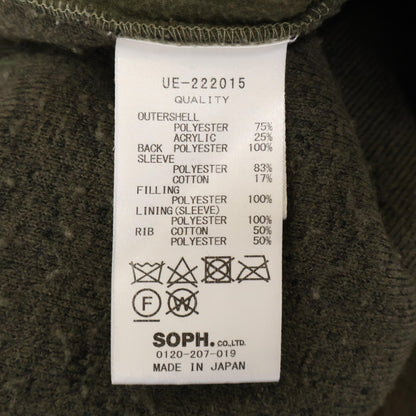 UE-222015
QUALITY
OUTERSHELL
POLYESTER 75%
ACRYLIC 25%
BACK POLYESTER 100%
SLEEVE
POLYESTER 83%
COTTON 17%
FILLING
POLYESTER 100%
LINING(SLEEVE)
POLYESTER 100%
RIB COTTON 50%
POLYESTER 50%
F W
SOPH.CO.,LTD.
0120-207-019
MADE IN JAPAN